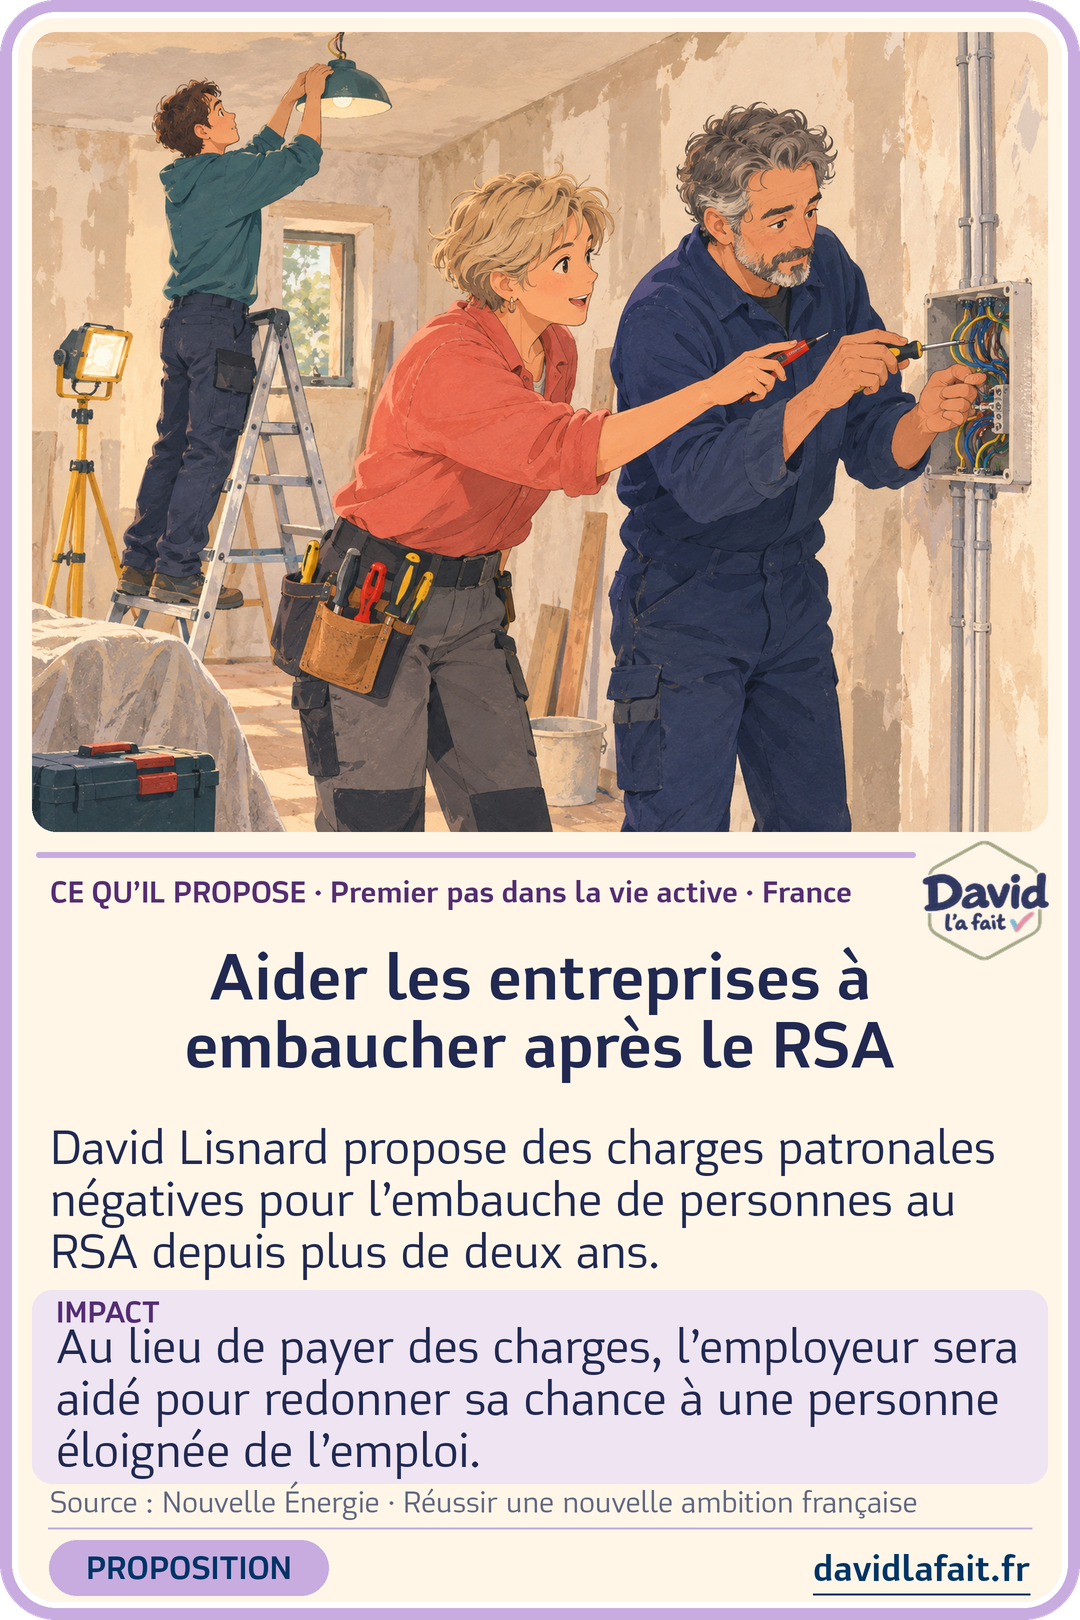 CE QU’IL PROPOSE · Premier pas dans la vie active · France
David
l’a fait
Aider les entreprises à
embaucher après le RSA
David Lisnard propose des charges patronales
négatives pour l’embauche de personnes au
RSA depuis plus de deux ans.
IMPACT
Au lieu de payer des charges, l’employeur sera
aidé pour redonner sa chance à une personne
éloignée de l’emploi.
Source : Nouvelle Énergie · Réussir une nouvelle ambition française
PROPOSITION
davidlafait.fr